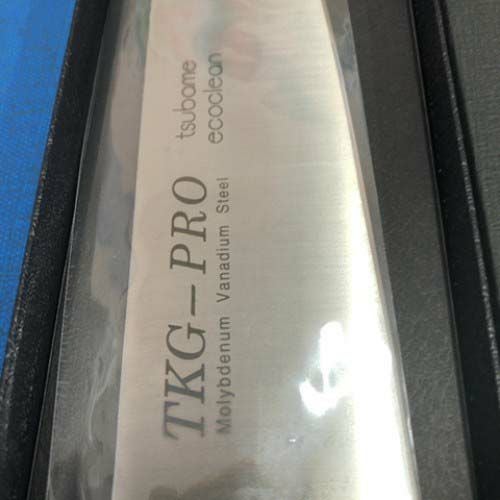 TKG-PRO
Molybdenum Vanadium Steel
tsubame
ecoclean